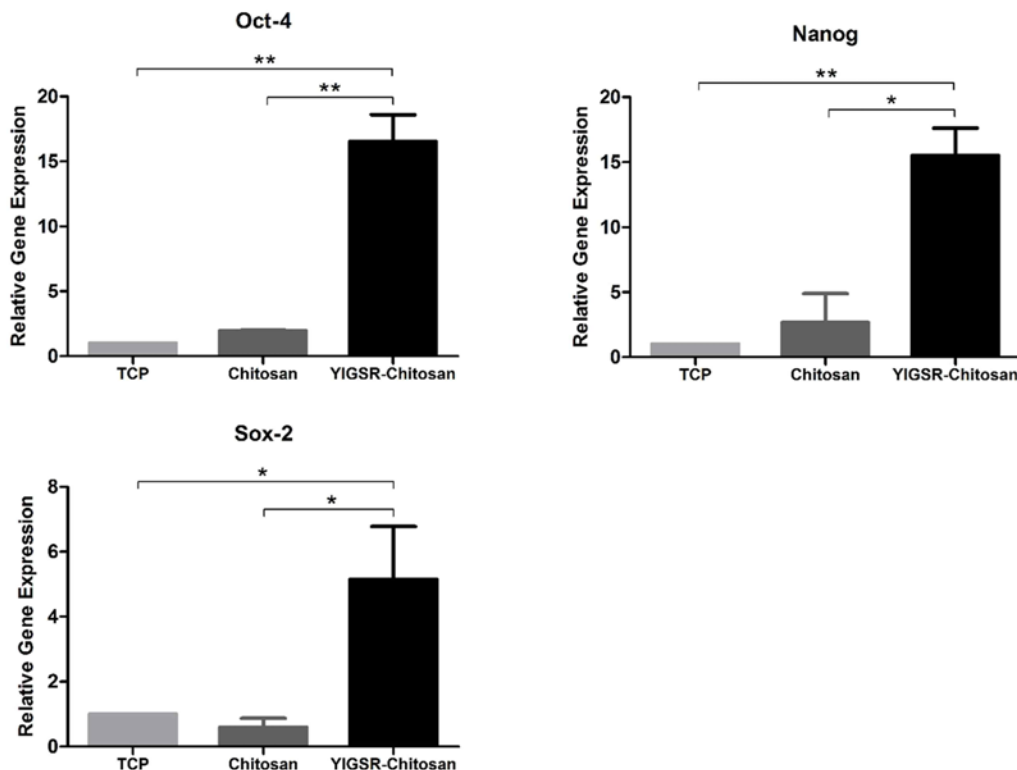 Oct-4
**
**
20
15
10
5
0
Relative Gene Expression
TCP Chitosan YIGSR-Chitosan
Nanog
**
*
20
15
10
5
0
Relative Gene Expression
TCP Chitosan YIGSR-Chitosan
Sox-2
*
*
8
6
4
2
0
Relative Gene Expression
TCP Chitosan YIGSR-Chitosan